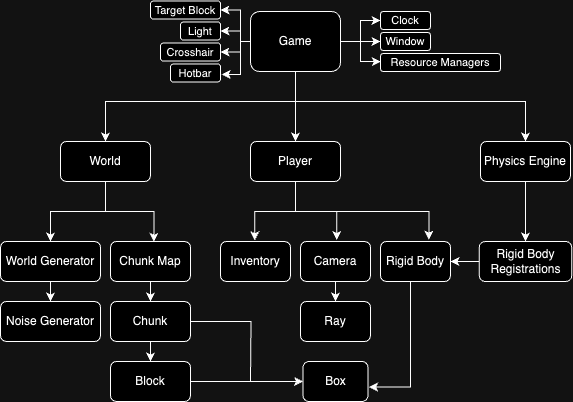 Target Block
Light
Crosshair
Hotbar
Game
Clock
Window
Resource Managers
World
Player
Physics Engine
World Generator
Chunk Map
Inventory
Camera
Rigid Body
Rigid Body
Registrations
Noise Generator
Chunk
Ray
Block
Box